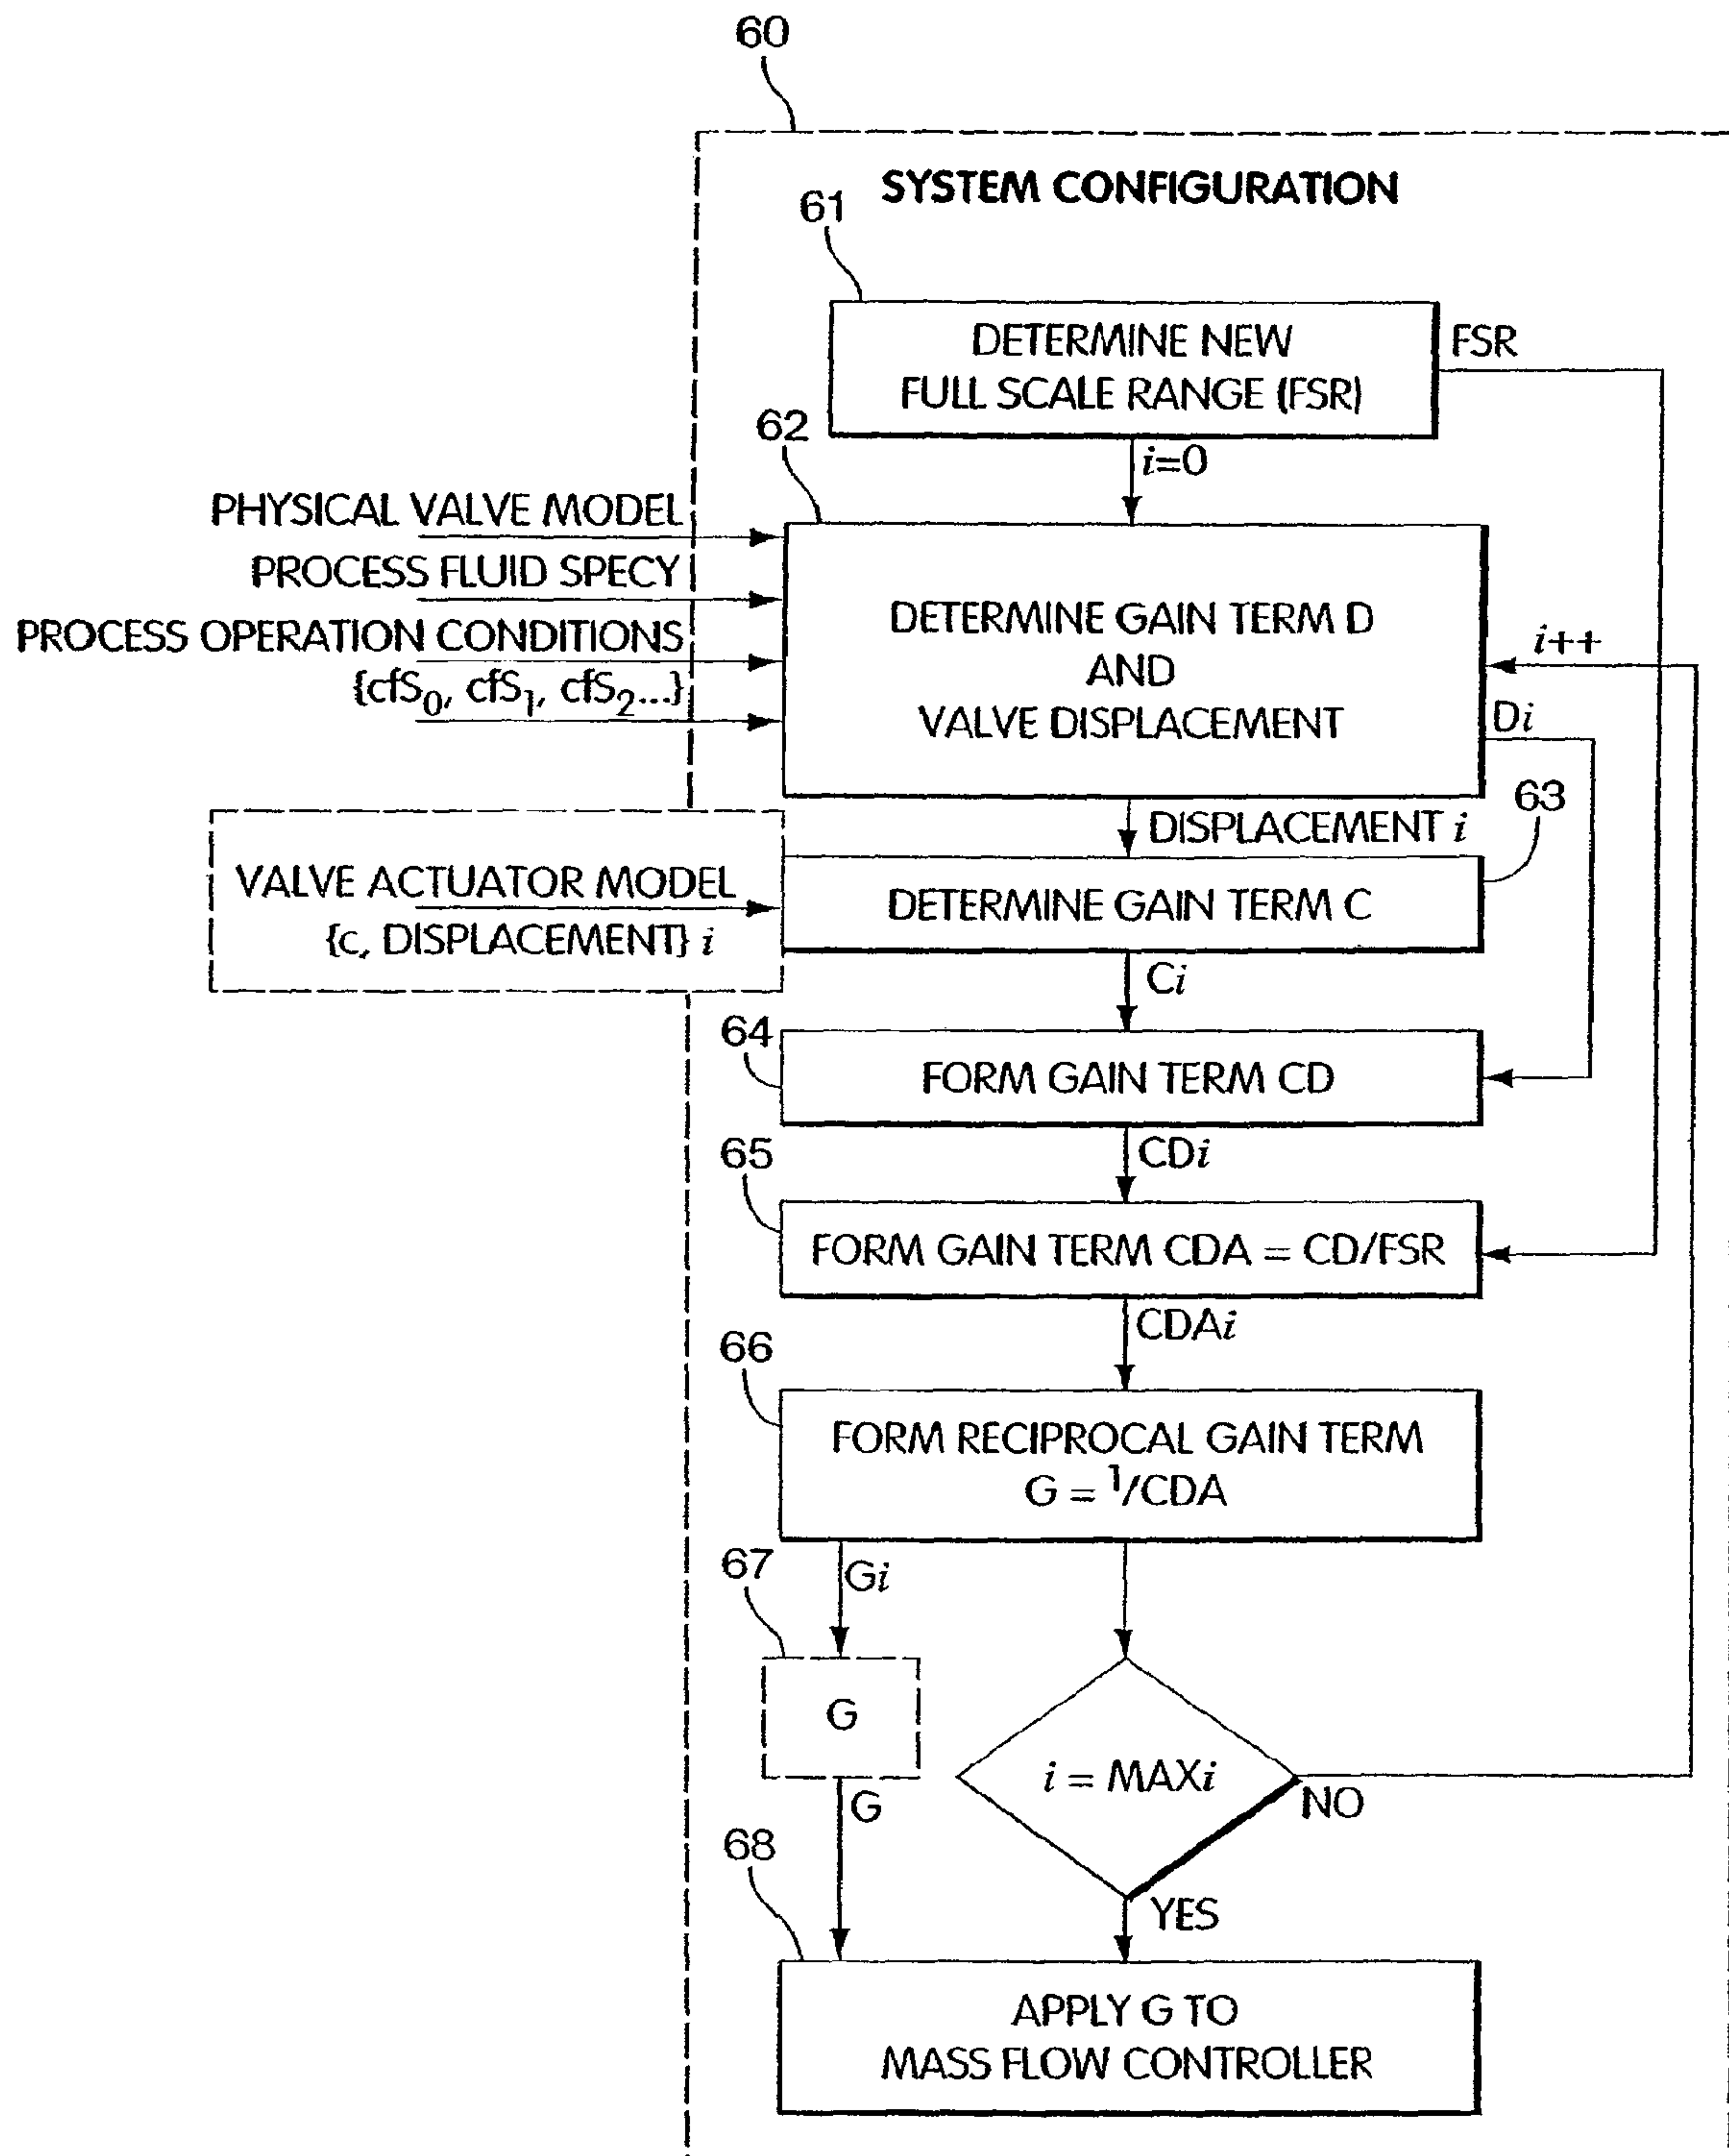 60
SYSTEM CONFIGURATION
61
DETERMINE NEW
FULL SCALE RANGE (FSR)
FSR
i=0
62
PHYSICAL VALVE MODEL
PROCESS FLUID SPECY
PROCESS OPERATION CONDITIONS
{cfS0, cfS1, cfS2...}
DETERMINE GAIN TERM D
AND
VALVE DISPLACEMENT
i++
Di
DISPLACEMENT i
63
VALVE ACTUATOR MODEL
{c, DISPLACEMENT} i
DETERMINE GAIN TERM C
Ci
64
FORM GAIN TERM CD
CDi
65
FORM GAIN TERM CDA = CD/FSR
CDAi
66
FORM RECIPROCAL GAIN TERM
G = 1/CDA
67
Gi
G
G
i = MAXi
NO
YES
68
APPLY G TO
MASS FLOW CONTROLLER